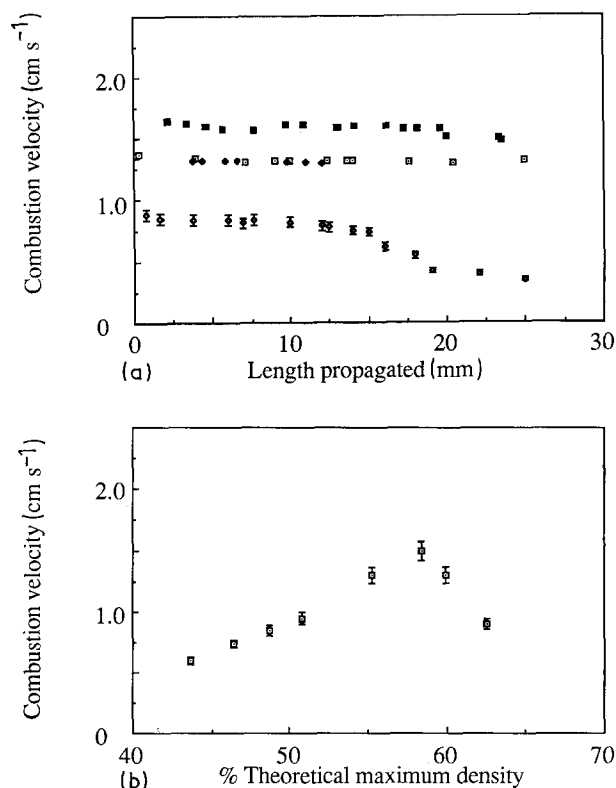 Combustion velocity (cm s⁻¹)
2.0
1.0
0
0
10
20
30
(a)
Length propagated (mm)
Combustion velocity (cm s⁻¹)
2.0
1.0
0
40
50
60
70
(b)
% Theoretical maximum density